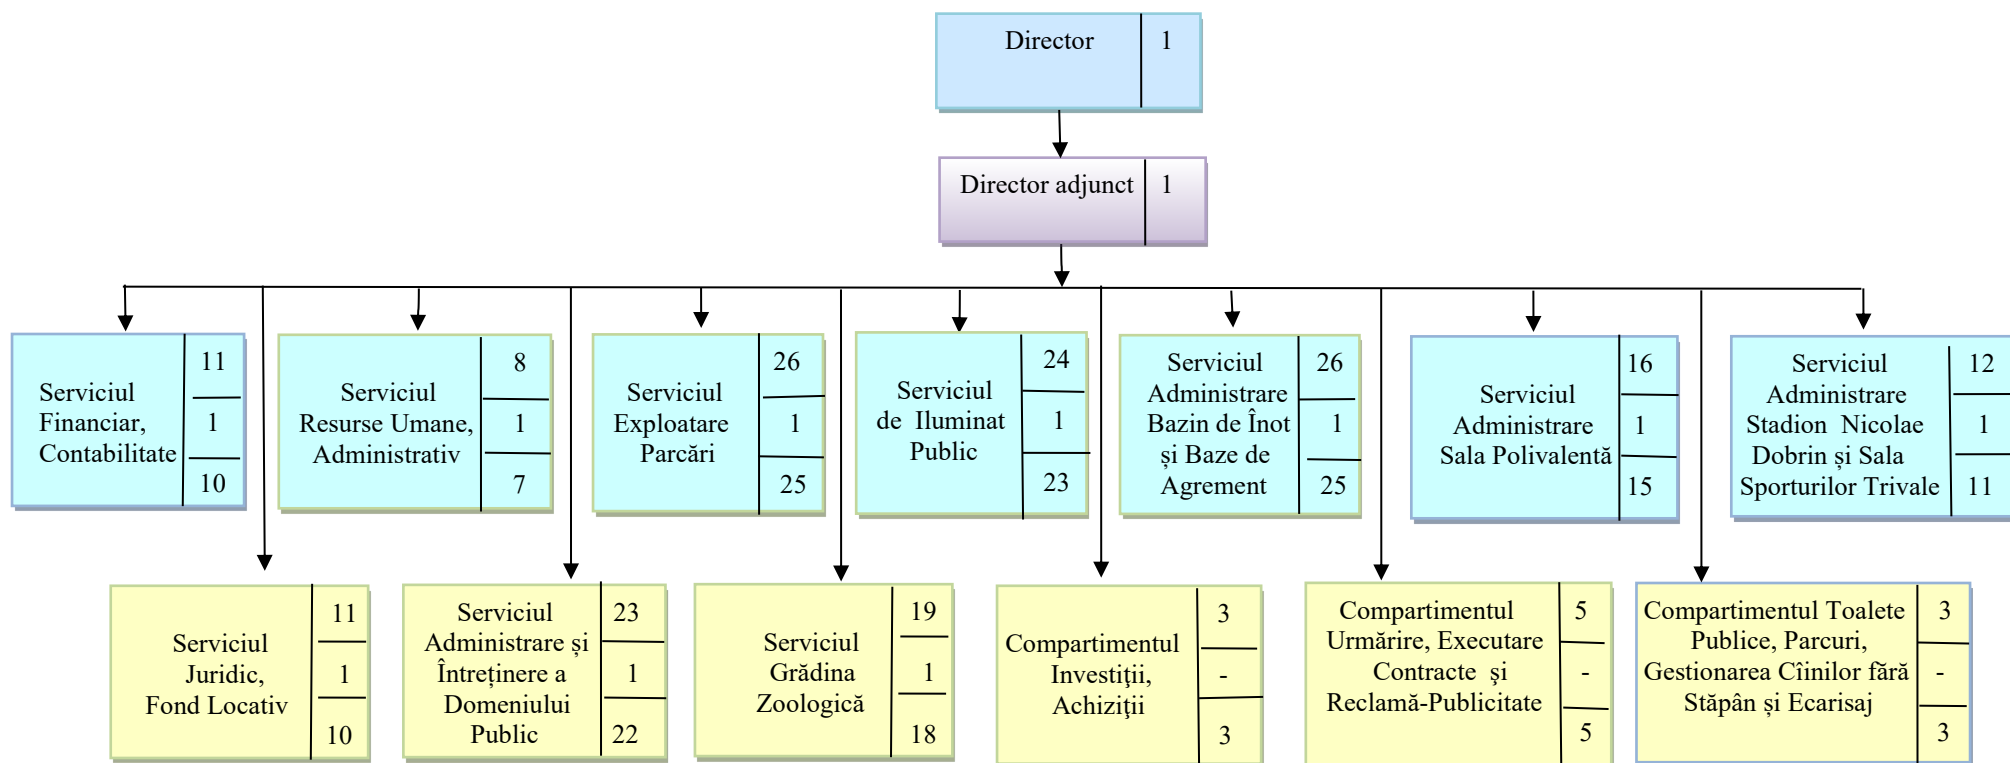 Director
1
Director adjunct
1
Serviciul
Financiar,
Contabilitate
11
1
10
Serviciul
Resurse Umane,
Administrativ
8
1
7
Serviciul
Exploatare
Parcări
26
1
25
Serviciul
de Iluminat
Public
24
1
23
Serviciul
Administrare
Bazin de Înot
și Baze de
Agrement
26
1
25
Serviciul
Administrare
Sala Polivalentă
16
1
15
Serviciul
Administrare
Stadion Nicolae
Dobrin și Sala
Sporturilor Trivale
12
1
11
Serviciul
Juridic,
Fond Locativ
11
1
10
Serviciul
Administrare și
Întreținere a
Domeniului
Public
23
1
22
Serviciul
Grădina
Zoologică
19
1
18
Compartimentul
Investiţii,
Achiziţii
3
-
3
Compartimentul
Urmărire, Executare
Contracte şi
Reclamă-Publicitate
5
-
5
Compartimentul Toalete
Publice, Parcuri,
Gestionarea Cîinilor fără
Stăpân și Ecarisaj
3
-
3